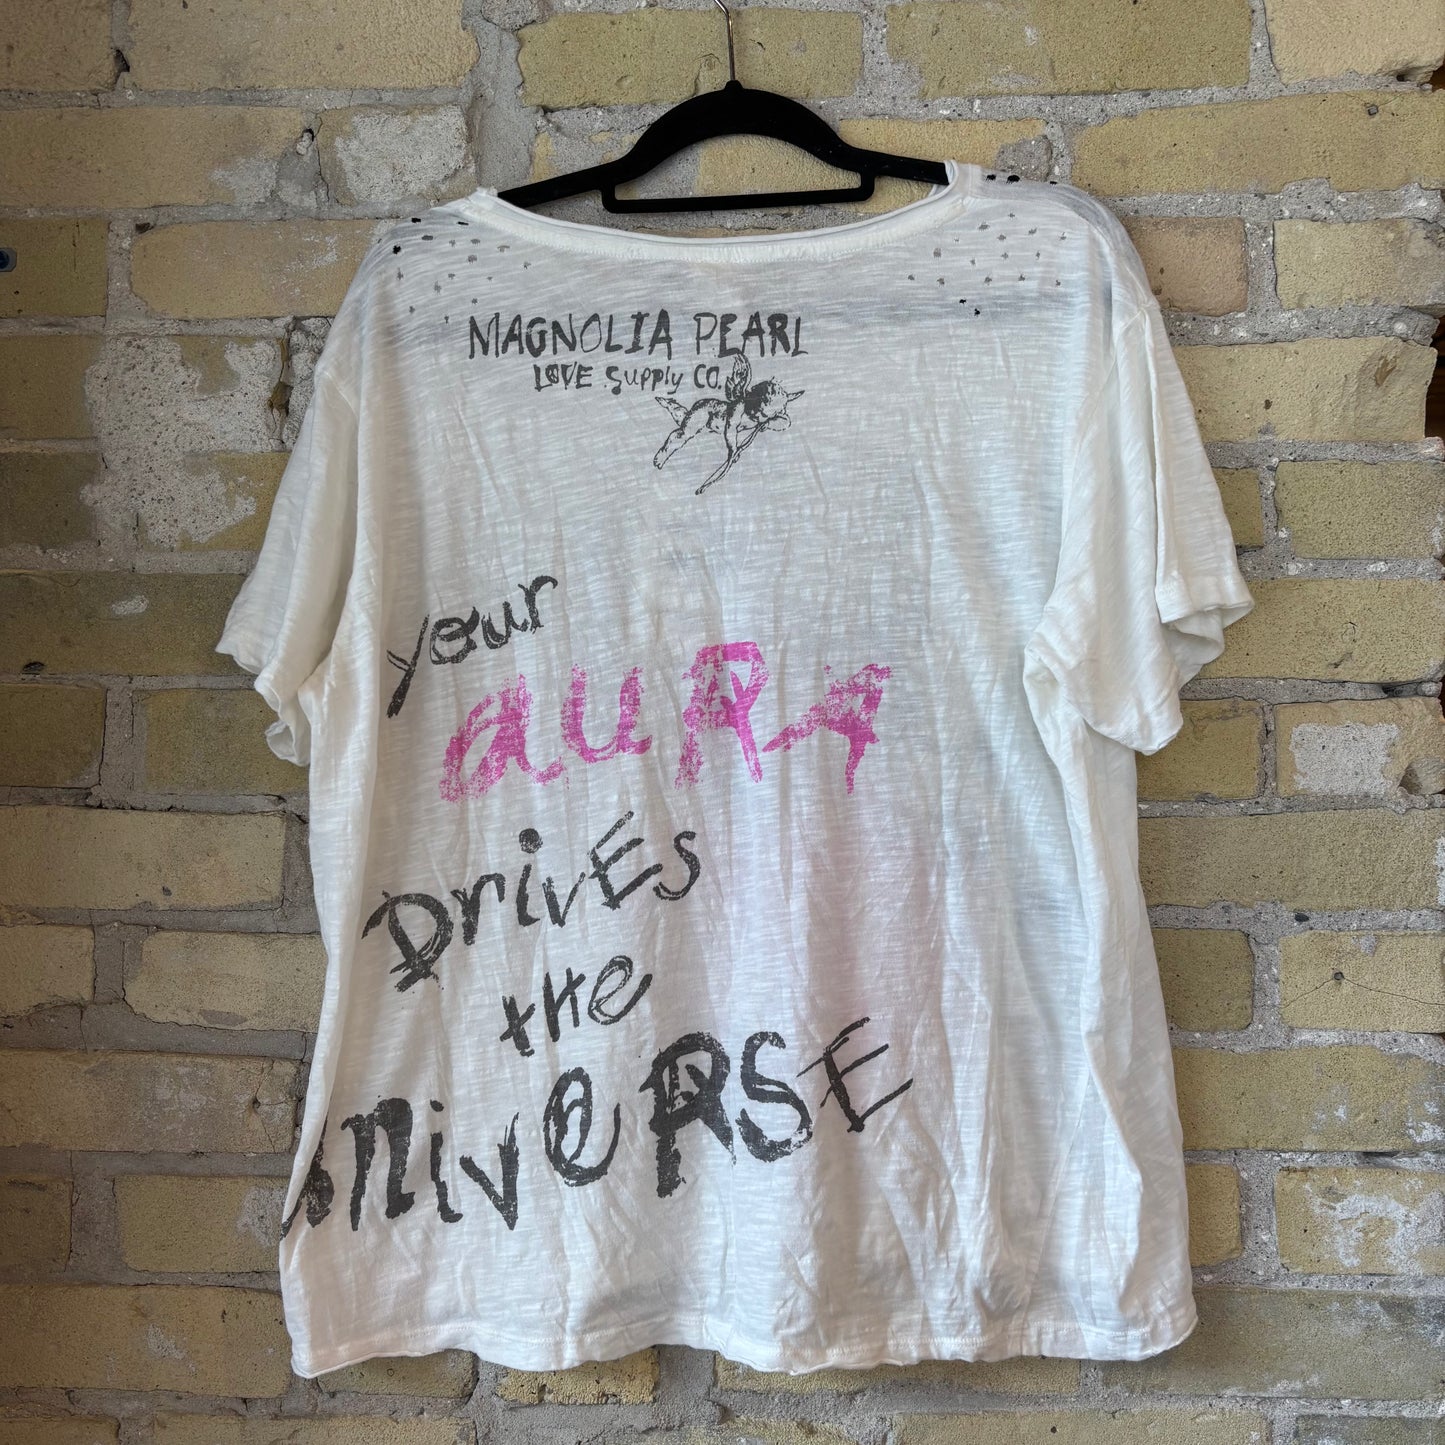 MAGNOLIA PEARL
LOVE Supply CO.
your
auRA
DrivEs
the
univeRSE